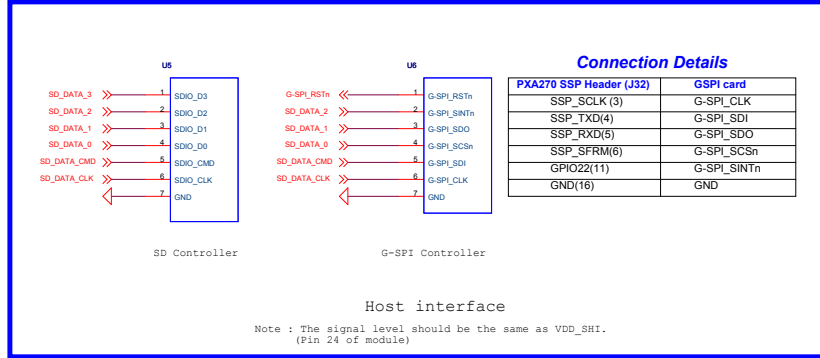 U5
SD_DATA_3 1 SDIO_D3
SD_DATA_2 2 SDIO_D2
SD_DATA_1 3 SDIO_D1
SD_DATA_0 4 SDIO_D0
SD_DATA_CMD 5 SDIO_CMD
SD_DATA_CLK 6 SDIO_CLK
7 GND
SD Controller
U6
G-SPI_RSTn 1 G-SPI_RSTn
SD_DATA_2 2 G-SPI_SINTn
SD_DATA_1 3 G-SPI_SDO
SD_DATA_0 4 G-SPI_SCSn
SD_DATA_CMD 5 G-SPI_SDI
SD_DATA_CLK 6 G-SPI_CLK
7 GND
G-SPI Controller
Connection Details
PXA270 SSP Header (J32) GSPI card
SSP_SCLK (3) G-SPI_CLK
SSP_TXD(4) G-SPI_SDI
SSP_RXD(5) G-SPI_SDO
SSP_SFRM(6) G-SPI_SCSn
GPIO22(11) G-SPI_SINTn
GND(16) GND
Host interface
Note : The signal level should be the same as VDD_SHI.
(Pin 24 of module)